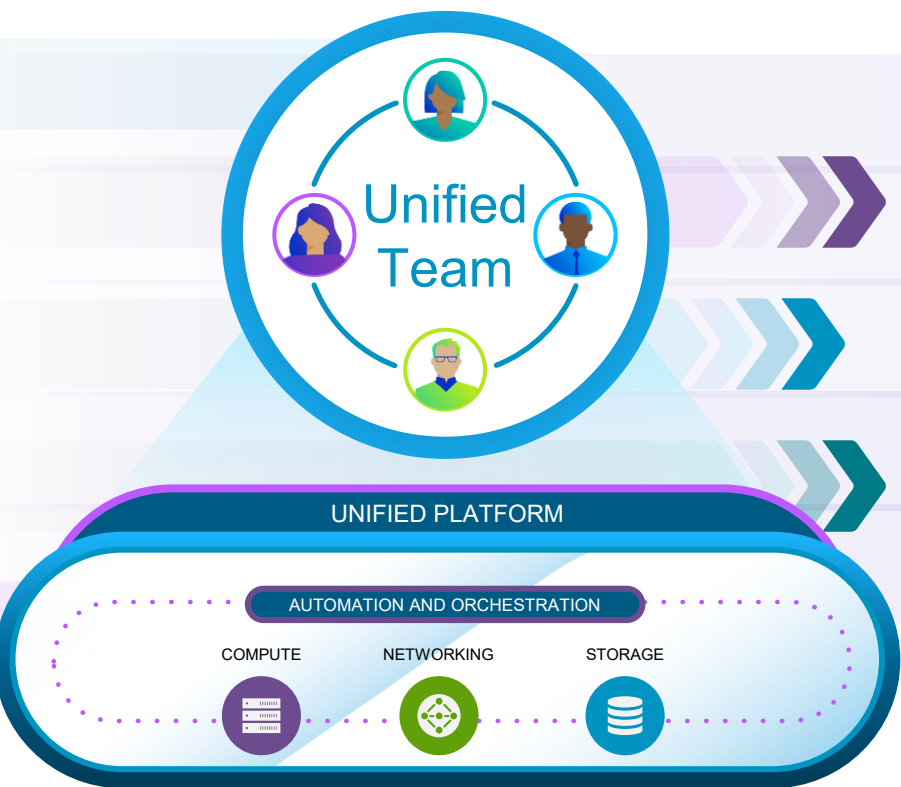 Unified
Team
UNIFIED PLATFORM
AUTOMATION AND ORCHESTRATION
COMPUTE
NETWORKING
STORAGE